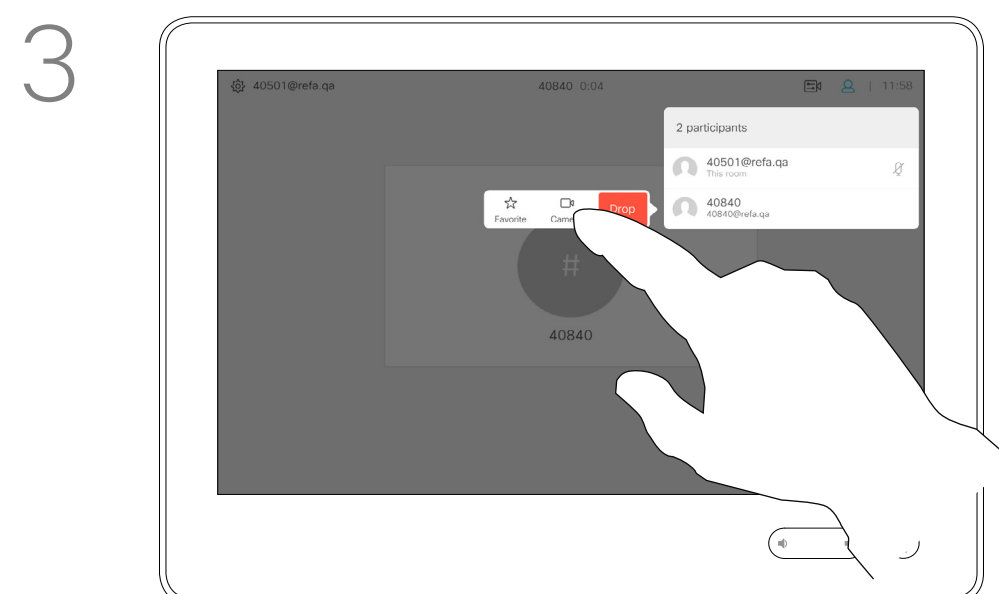 3
40501@refa.qa 40840 0:04 | 11:58
2 participants
40501@refa.qa
This room
40840
40840@refa.qa
Favorite Drop
#
40840